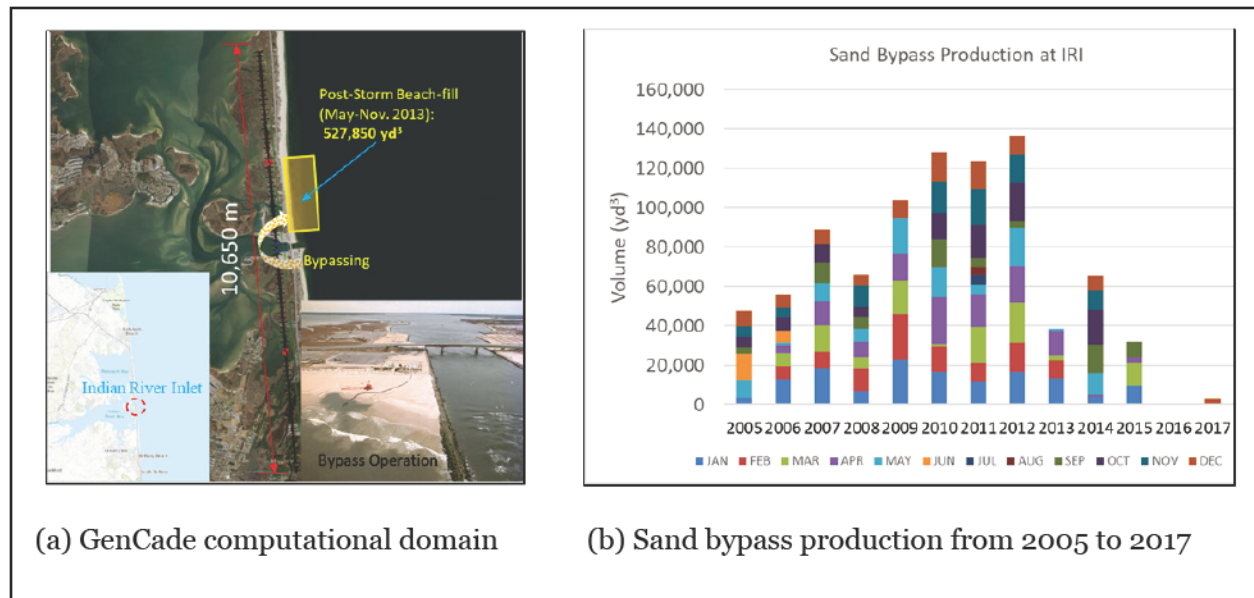 Post-Storm Beach-fill
(May-Nov. 2013):
527,850 yd³
10,650 m
Bypassing
Indian River Inlet
Bypass Operation
Sand Bypass Production at IRI
Volume (yd³)
160,000
140,000
120,000
100,000
80,000
60,000
40,000
20,000
0
2005 2006 2007 2008 2009 2010 2011 2012 2013 2014 2015 2016 2017
JAN FEB MAR APR MAY JUN JUL AUG SEP OCT NOV DEC
(a) GenCade computational domain
(b) Sand bypass production from 2005 to 2017